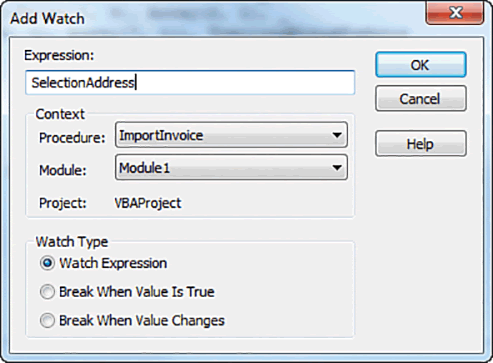 Add Watch
Expression:
SelectionAddress
OK
Cancel
Help
Context
Procedure: ImportInvoice
Module: Module1
Project: VBAProject
Watch Type
Watch Expression
Break When Value Is True
Break When Value Changes